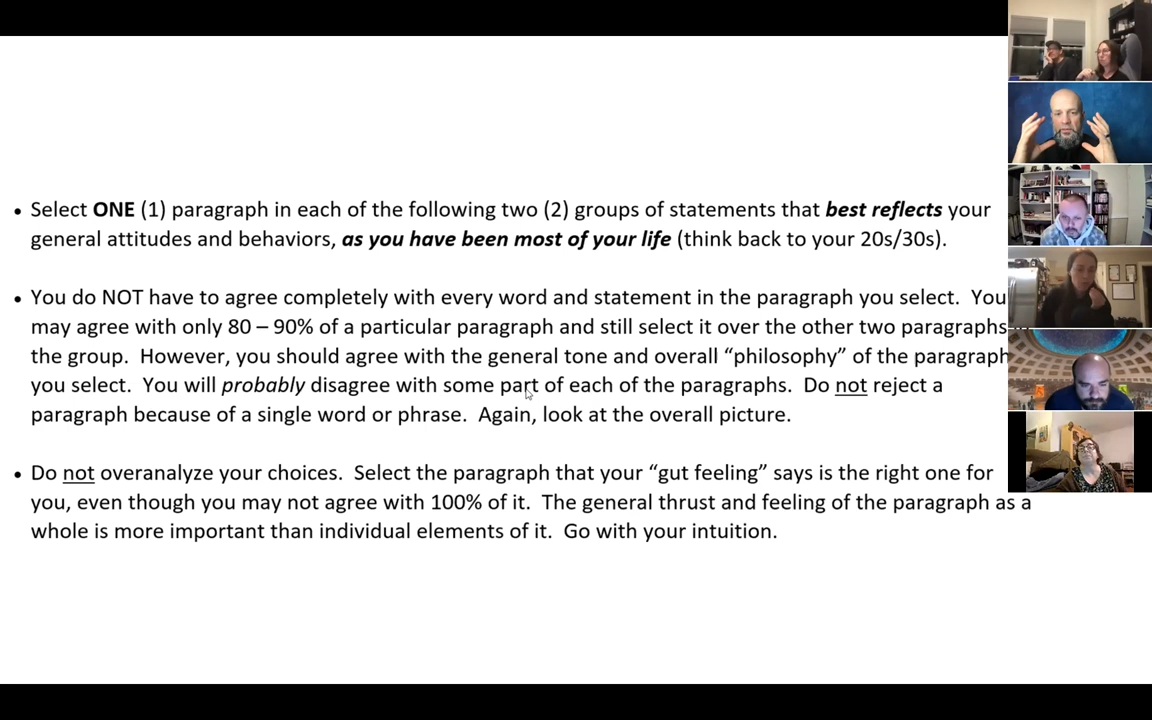 • Select ONE (1) paragraph in each of the following two (2) groups of statements that best reflects your
general attitudes and behaviors, as you have been most of your life (think back to your 20s/30s).
• You do NOT have to agree completely with every word and statement in the paragraph you select. You
may agree with only 80 – 90% of a particular paragraph and still select it over the other two paragraphs
the group. However, you should agree with the general tone and overall “philosophy” of the paragraph
you select. You will probably disagree with some part of each of the paragraphs. Do not reject a
paragraph because of a single word or phrase. Again, look at the overall picture.
• Do not overanalyze your choices. Select the paragraph that your “gut feeling” says is the right one for
you, even though you may not agree with 100% of it. The general thrust and feeling of the paragraph as a
whole is more important than individual elements of it. Go with your intuition.